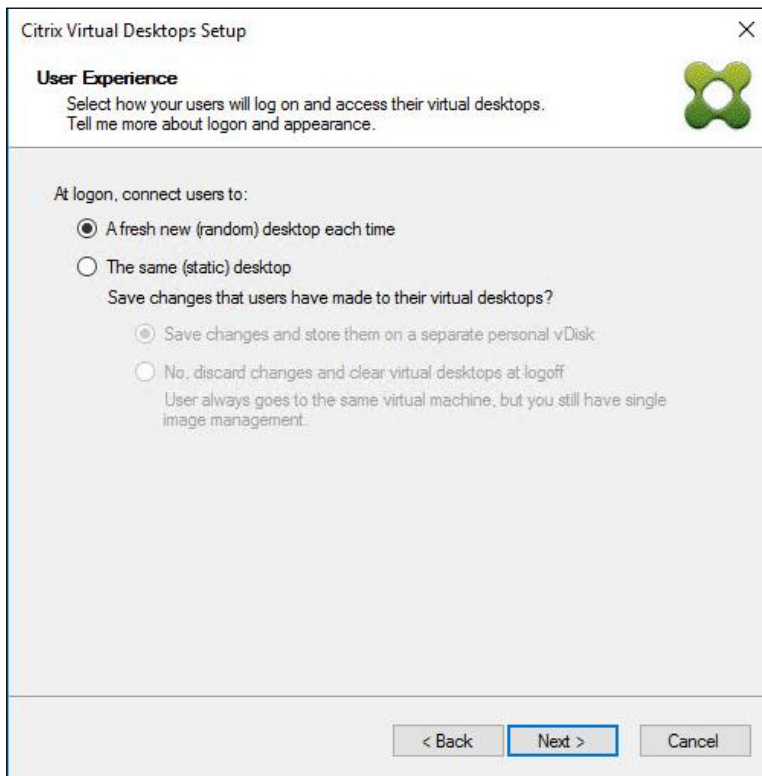 Citrix Virtual Desktops Setup
User Experience
Select how your users will log on and access their virtual desktops.
Tell me more about logon and appearance.
At logon, connect users to:
A fresh new (random) desktop each time
The same (static) desktop
Save changes that users have made to their virtual desktops?
Save changes and store them on a separate personal vDisk
No, discard changes and clear virtual desktops at logoff
User always goes to the same virtual machine, but you still have single
image management.
< Back Next > Cancel